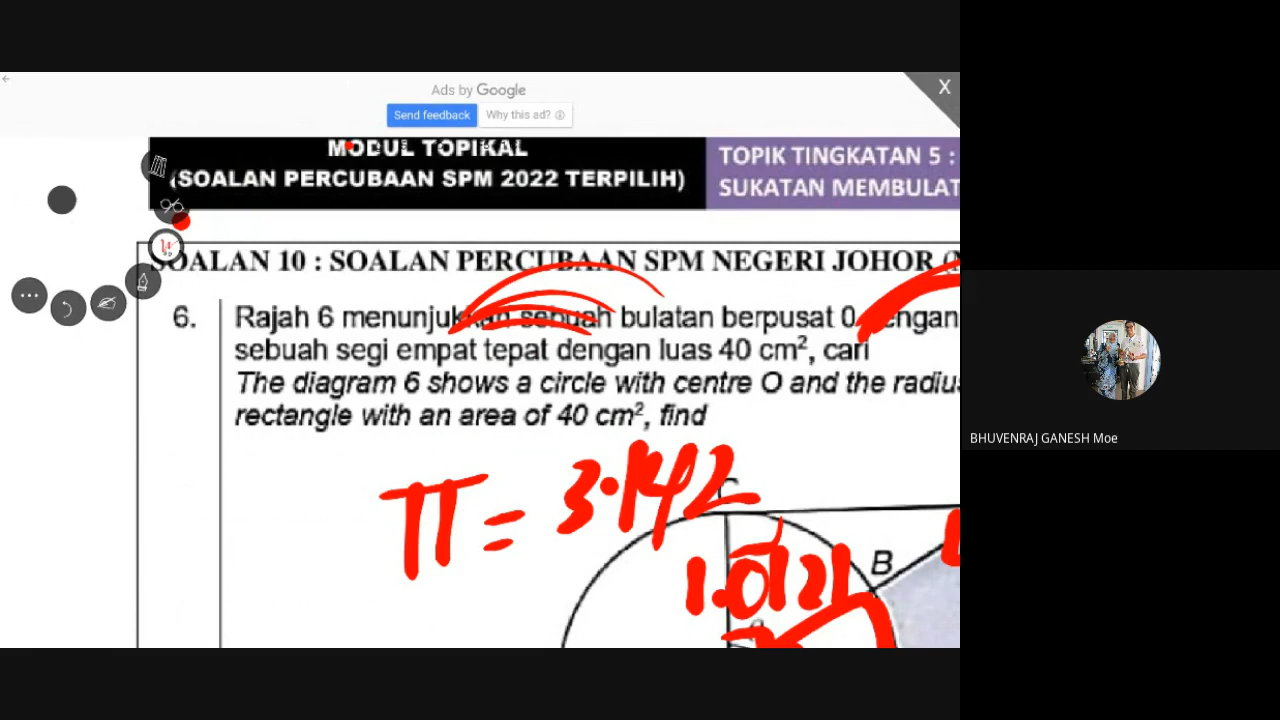 Ads by Google
Send feedback
Why this ad?
X
MODUL TOPIKAL
(SOALAN PERCUBAAN SPM 2022 TERPILIH)
TOPIK TINGKATAN 5 :
SUKATAN MEMBULAT
96
SOALAN 10 : SOALAN PERCUBAAN SPM NEGERI JOHOR
6. Rajah 6 menunjukkan sebuah bulatan berpusat 0, dengan
sebuah segi empat tepat dengan luas 40 cm², cari
The diagram 6 shows a circle with centre O and the radiu
rectangle with an area of 40 cm², find
π = 3.142
C
B
BHUVENRAJ GANESH Moe